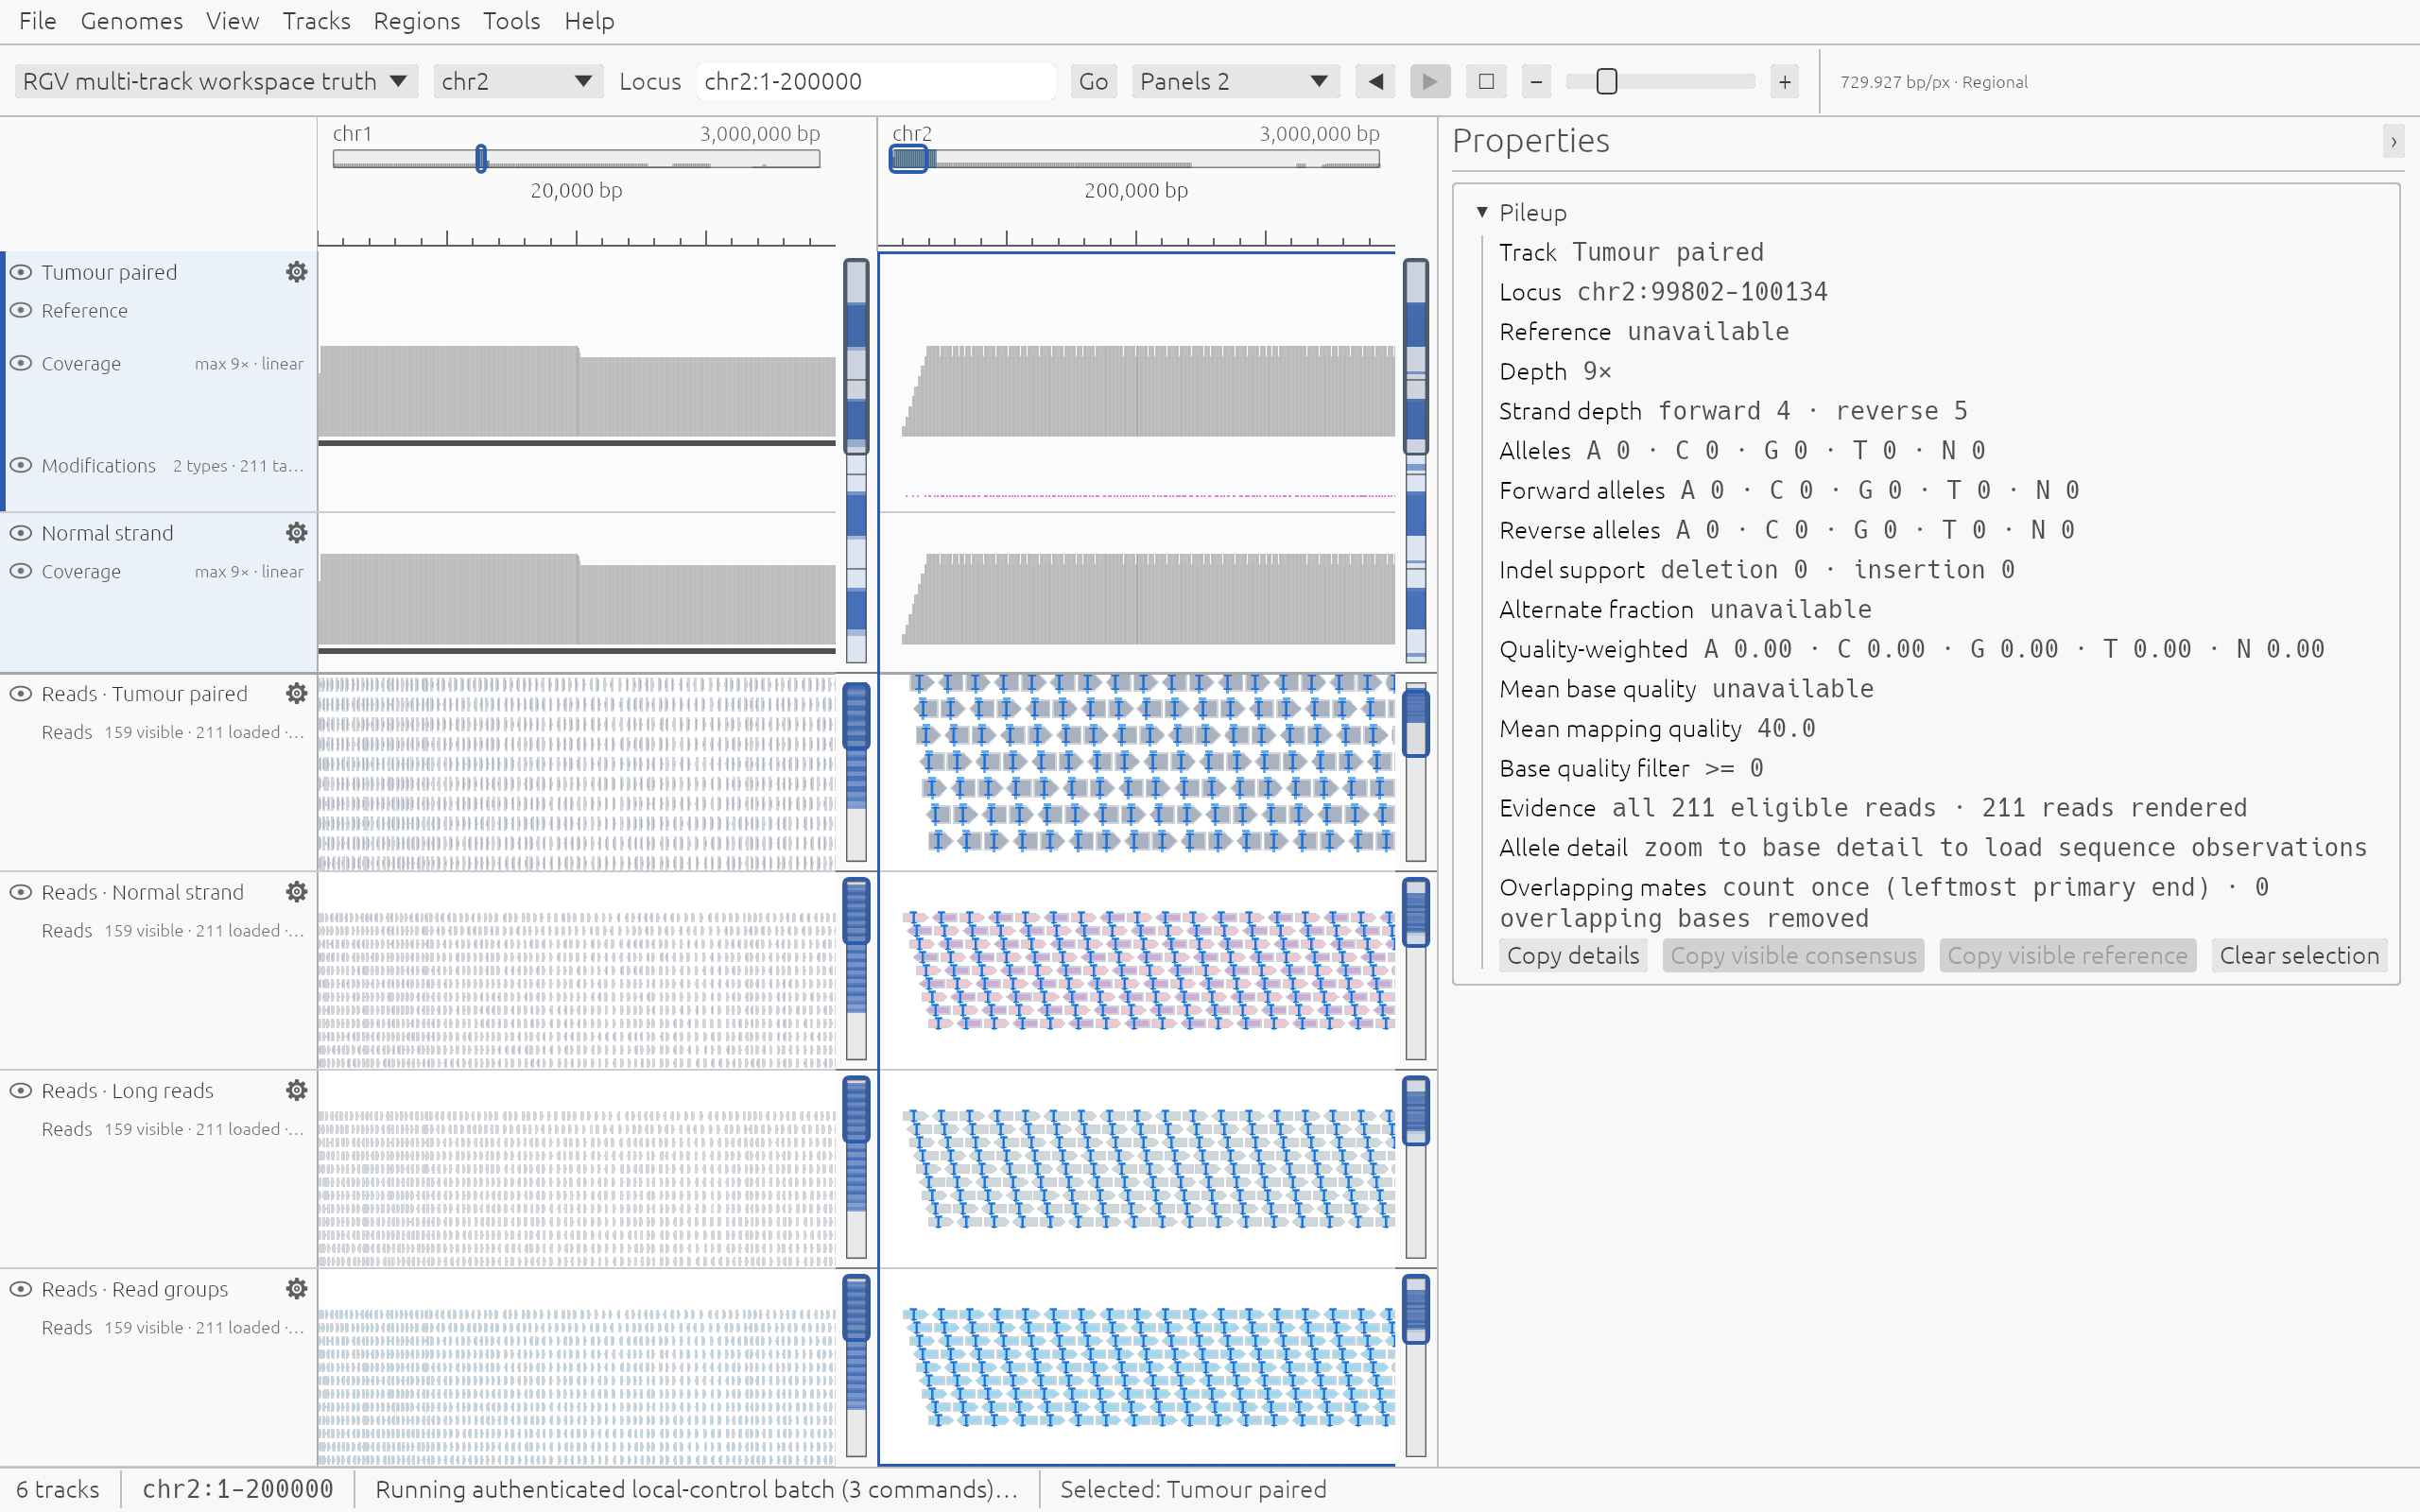 File Genomes View Tracks Regions Tools Help
RGV multi-track workspace truth chr2 Locus chr2:1-200000 Go Panels 2 729.927 bp/px · Regional
chr1 3,000,000 bp
20,000 bp
chr2 3,000,000 bp
200,000 bp
Tumour paired
Reference
Coverage max 9× · linear
Modifications 2 types · 211 ta…
Normal strand
Coverage max 9× · linear
Reads · Tumour paired
Reads 159 visible · 211 loaded ·…
Reads · Normal strand
Reads 159 visible · 211 loaded ·…
Reads · Long reads
Reads 159 visible · 211 loaded ·…
Reads · Read groups
Reads 159 visible · 211 loaded ·…
Properties
Pileup
Track Tumour paired
Locus chr2:99802-100134
Reference unavailable
Depth 9×
Strand depth forward 4 · reverse 5
Alleles A 0 · C 0 · G 0 · T 0 · N 0
Forward alleles A 0 · C 0 · G 0 · T 0 · N 0
Reverse alleles A 0 · C 0 · G 0 · T 0 · N 0
Indel support deletion 0 · insertion 0
Alternate fraction unavailable
Quality-weighted A 0.00 · C 0.00 · G 0.00 · T 0.00 · N 0.00
Mean base quality unavailable
Mean mapping quality 40.0
Base quality filter >= 0
Evidence all 211 eligible reads · 211 reads rendered
Allele detail zoom to base detail to load sequence observations
Overlapping mates count once (leftmost primary end) · 0
overlapping bases removed
Copy details Copy visible consensus Copy visible reference Clear selection
6 tracks chr2:1-200000 Running authenticated local-control batch (3 commands)… Selected: Tumour paired